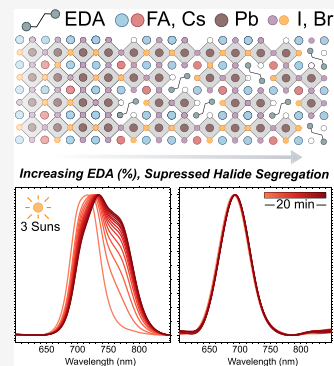 EDA FA, Cs Pb I, Br
Increasing EDA (%), Supressed Halide Segregation
3 Suns
20 min
650 700 750 800
Wavelength (nm)
600 650 700 750 800
Wavelength (nm)